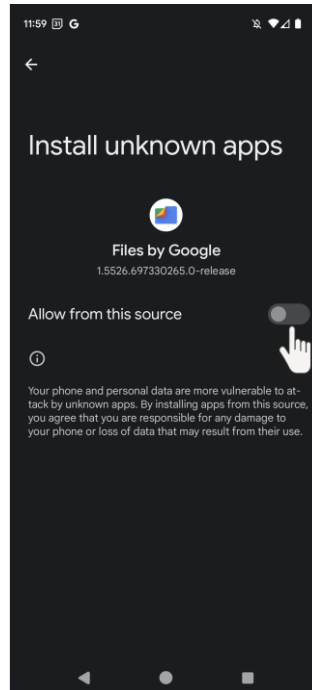 11:59 31 G
Install unknown apps
Files by Google
1.5526.697330265.0-release
Allow from this source
Your phone and personal data are more vulnerable to at-
tack by unknown apps. By installing apps from this source,
you agree that you are responsible for any damage to
your phone or loss of data that may result from their use.